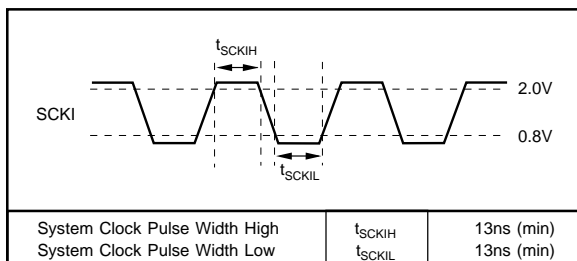 tSCKIH
2.0V
SCKI
0.8V
tSCKIL
System Clock Pulse Width High tSCKIH 13ns (min)
System Clock Pulse Width Low tSCKIL 13ns (min)